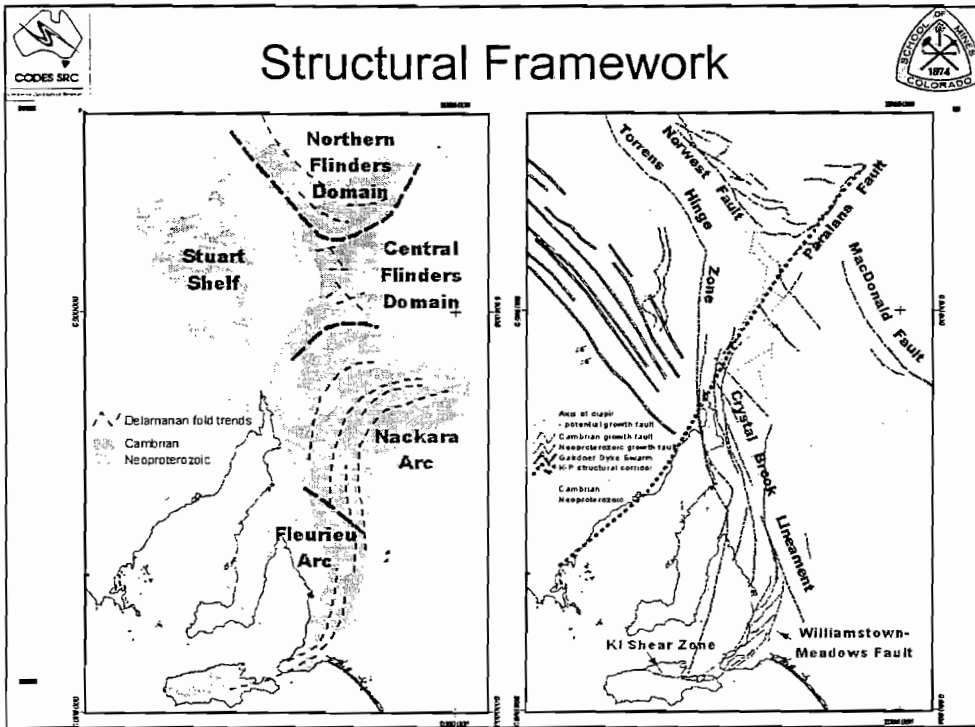 CODES SRC
Structural Framework
SCHOOL OF MINES
1874
COLORADO
Northern
Flinders
Domain
Stuart
Shelf
Central
Flinders
Domain
Delamanan fold trends
Cambrian
Neoproterozoic
Nackara
Arc
Fleurieu
Arc
Torrens
Hinge
Zone
Norwest Fault
Paralana Fault
MacDonald Fault
Axis of diapir
- potential growth fault
Cambrian growth fault
Neoproterozoic growth fault
Gairdner Dyke Swarm
K-P structural corridor
Cambrian
Neoproterozoic
Crystal
Brook
Lineament
KI Shear Zone
Williamstown-
Meadows Fault